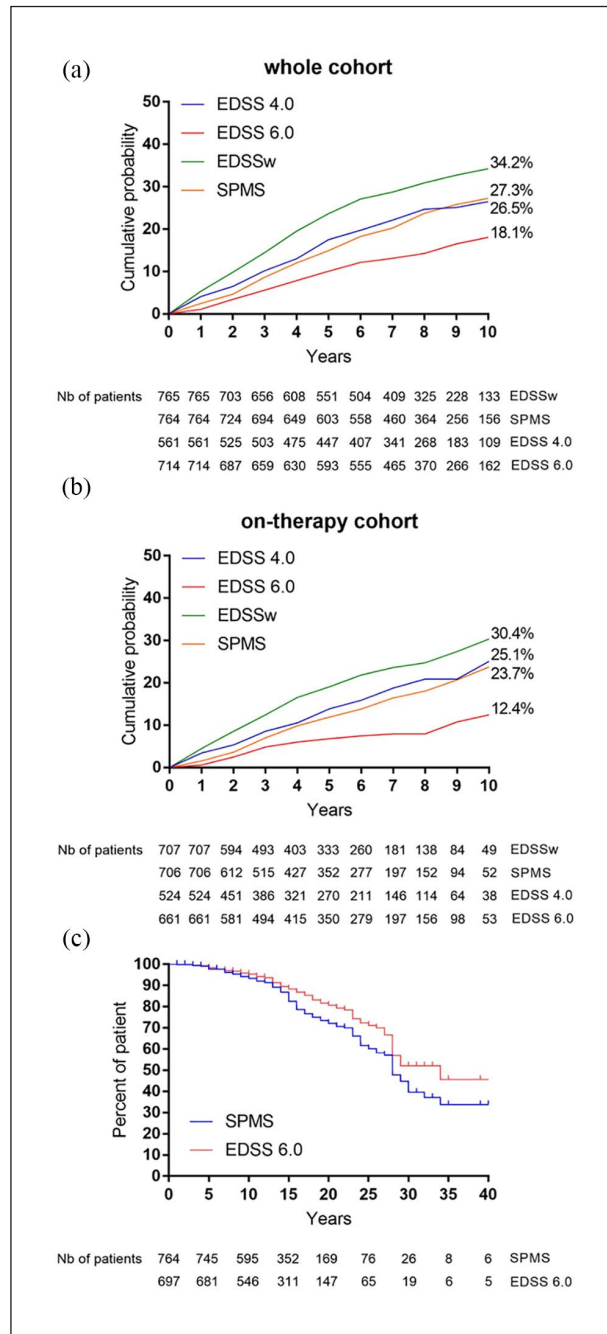 (a)
whole cohort
50
40
30
20
10
0
Cumulative probability
EDSS 4.0
EDSS 6.0
EDSSw
SPMS
34.2%
27.3%
26.5%
18.1%
0 1 2 3 4 5 6 7 8 9 10
Years
Nb of patients 765 765 703 656 608 551 504 409 325 228 133 EDSSw
764 764 724 694 649 603 558 460 364 256 156 SPMS
561 561 525 503 475 447 407 341 268 183 109 EDSS 4.0
714 714 687 659 630 593 555 465 370 266 162 EDSS 6.0
(b)
on-therapy cohort
50
40
30
20
10
0
Cumulative probability
EDSS 4.0
EDSS 6.0
EDSSw
SPMS
30.4%
25.1%
23.7%
12.4%
0 1 2 3 4 5 6 7 8 9 10
Years
Nb of patients 707 707 594 493 403 333 260 181 138 84 49 EDSSw
706 706 612 515 427 352 277 197 152 94 52 SPMS
524 524 451 386 321 270 211 146 114 64 38 EDSS 4.0
661 661 581 494 415 350 279 197 156 98 53 EDSS 6.0
(c)
100
90
80
70
60
50
40
30
20
10
0
Percent of patient
SPMS
EDSS 6.0
0 5 10 15 20 25 30 35 40
Years
Nb of patients 764 745 595 352 169 76 26 8 6 SPMS
697 681 546 311 147 65 19 6 5 EDSS 6.0